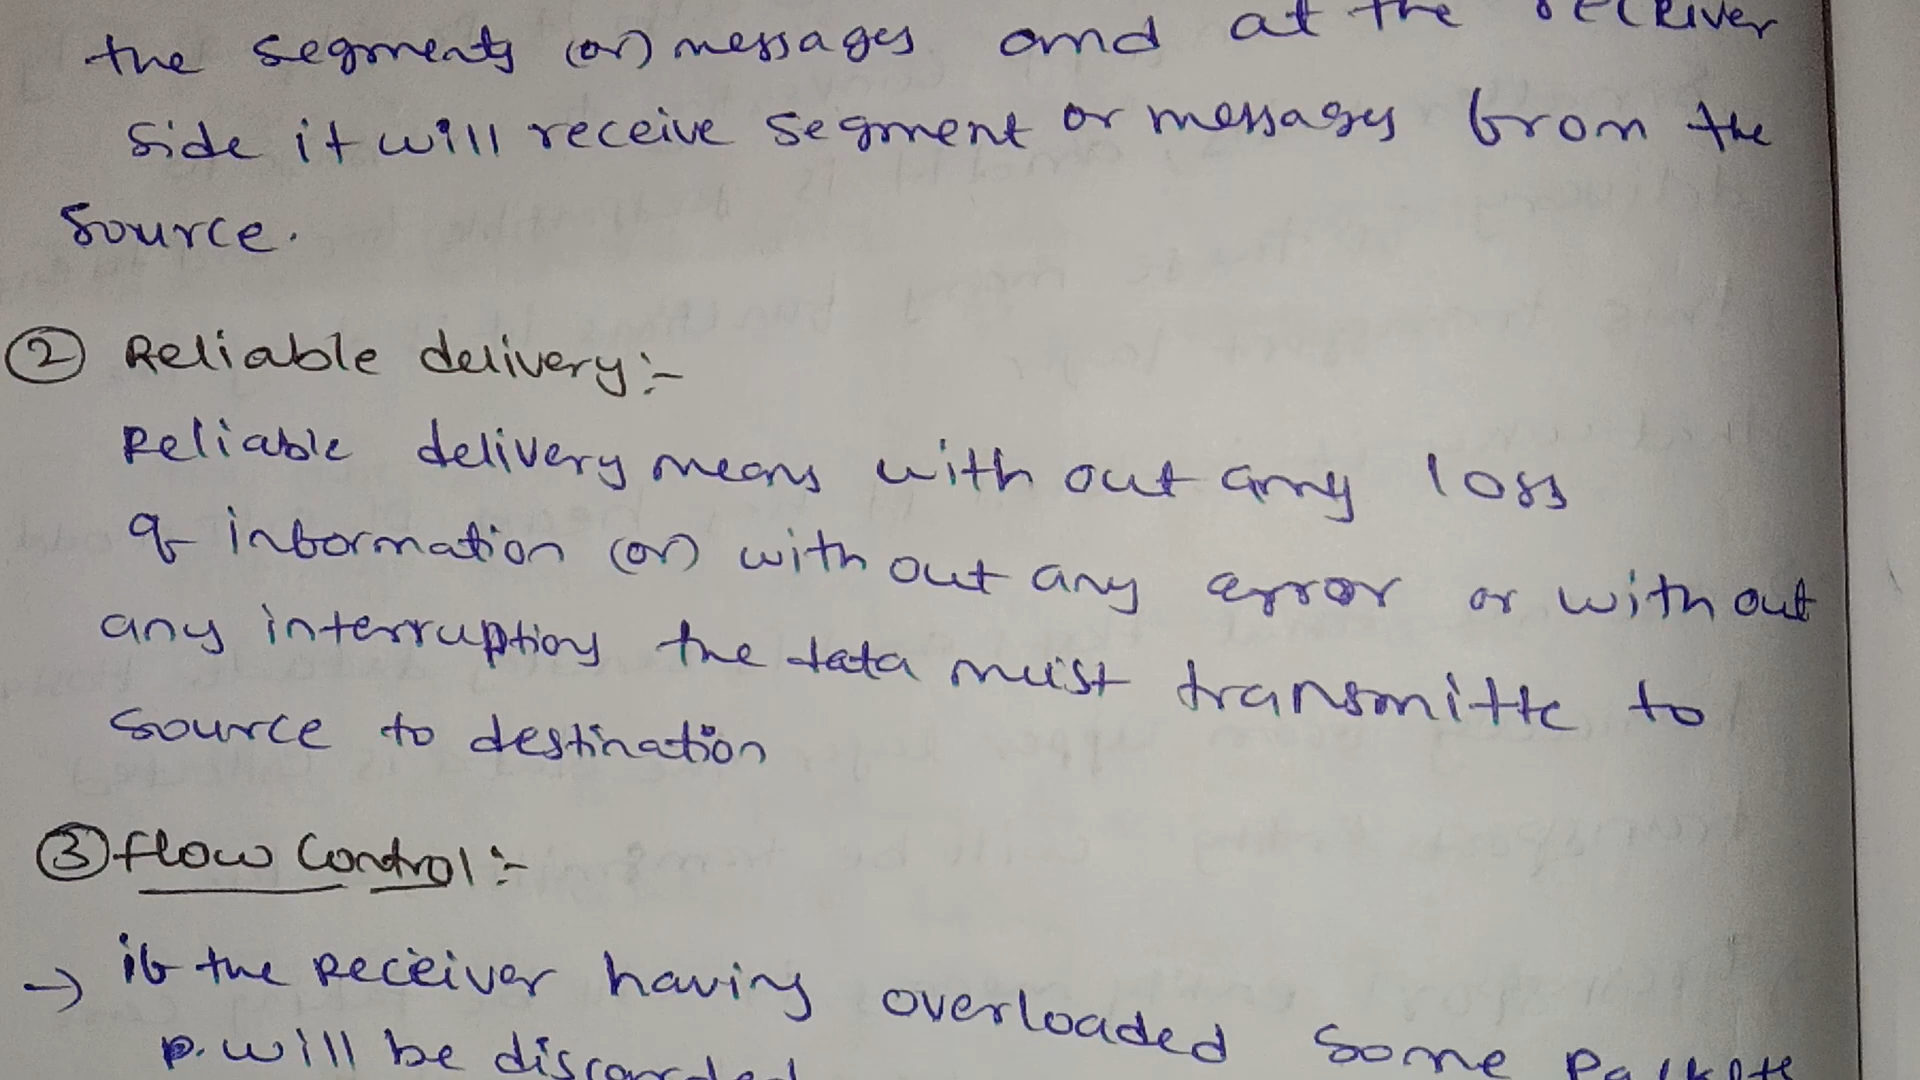 the segments (or) messages and at the receiver
side it will receive segment or messages from the
source.
② Reliable delivery:-
Reliable delivery means with out any loss
of information (or) with out any error or with out
any interruptions the data must transmitte to
source to destination
③ flow control:-
→ if the receiver having overloaded some packets
p. will be discarded